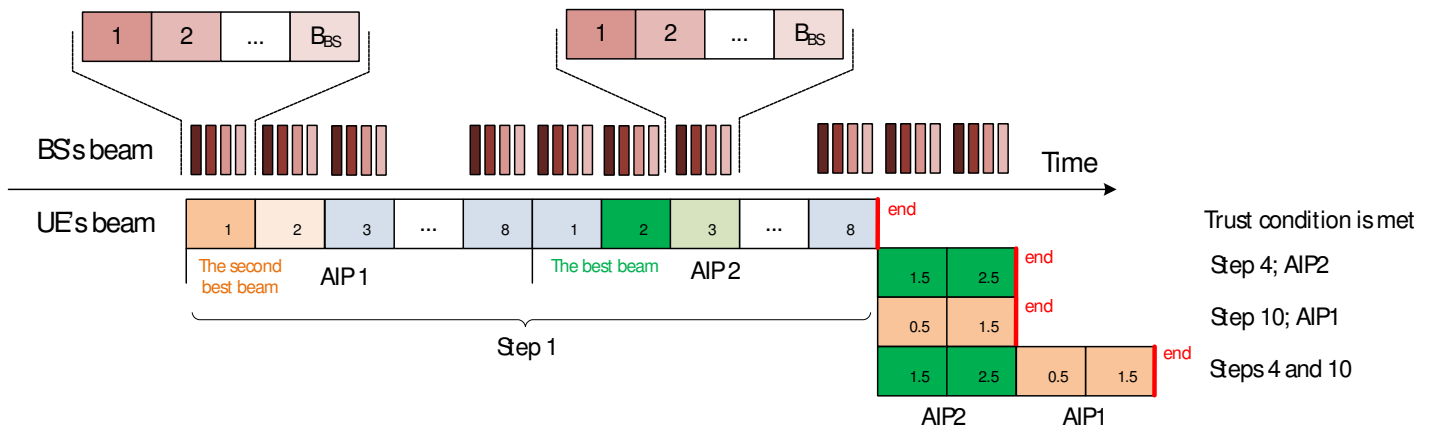 1 2 ... BBS
1 2 ... BBS
BS's beam
Time
UE's beam
1 2 3 ... 8 1 2 3 ... 8
end
Trust condition is met
The second
best beam
AIP 1
The best beam
AIP 2
1.5 2.5
end
Step 4; AIP2
0.5 1.5
end
Step 10; AIP1
Step 1
1.5 2.5 0.5 1.5
end
Steps 4 and 10
AIP2 AIP1